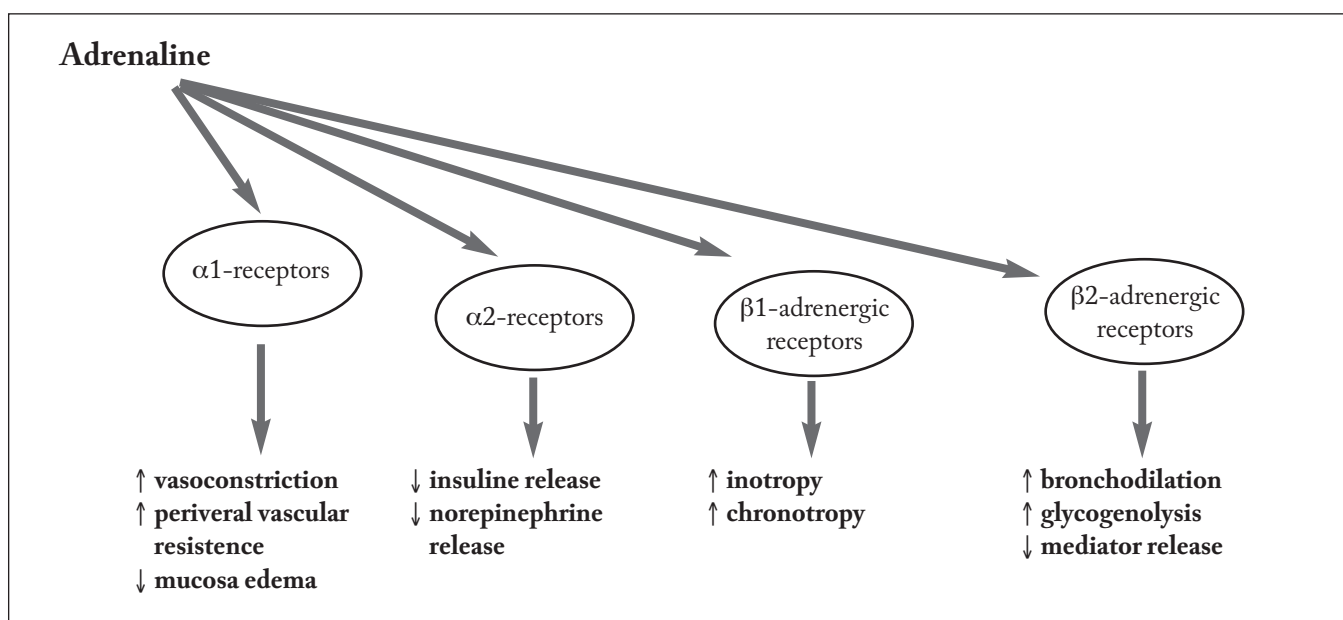 Adrenaline
α1-receptors
α2-receptors
β1-adrenergic
receptors
β2-adrenergic
receptors
↑ vasoconstriction
↑ periveral vascular
resistence
↓ mucosa edema
↓ insuline release
↓ norepinephrine
release
↑ inotropy
↑ chronotropy
↑ bronchodilation
↑ glycogenolysis
↓ mediator release